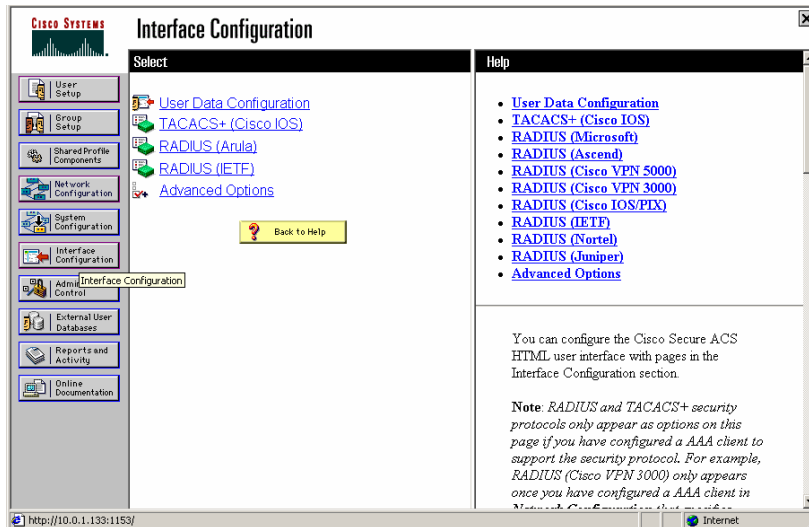 CISCO SYSTEMS
Interface Configuration
Select
Help
User
Setup
Group
Setup
Shared Profile
Components
Network
Configuration
System
Configuration
Interface
Configuration
Interface Configuration
Control
External User
Databases
Reports and
Activity
Online
Documentation
User Data Configuration
TACACS+ (Cisco IOS)
RADIUS (Arula)
RADIUS (IETF)
Advanced Options
Back to Help
User Data Configuration
TACACS+ (Cisco IOS)
RADIUS (Microsoft)
RADIUS (Ascend)
RADIUS (Cisco VPN 5000)
RADIUS (Cisco VPN 3000)
RADIUS (Cisco IOS/PIX)
RADIUS (IETF)
RADIUS (Nortel)
RADIUS (Juniper)
Advanced Options
You can configure the Cisco Secure ACS
HTML user interface with pages in the
Interface Configuration section.
Note: RADIUS and TACACS+ security
protocols only appear as options on this
page if you have configured a AAA client to
support the security protocol. For example,
RADIUS (Cisco VPN 3000) only appears
once you have configured a AAA client in
http://10.0.1.133:1153/
Internet